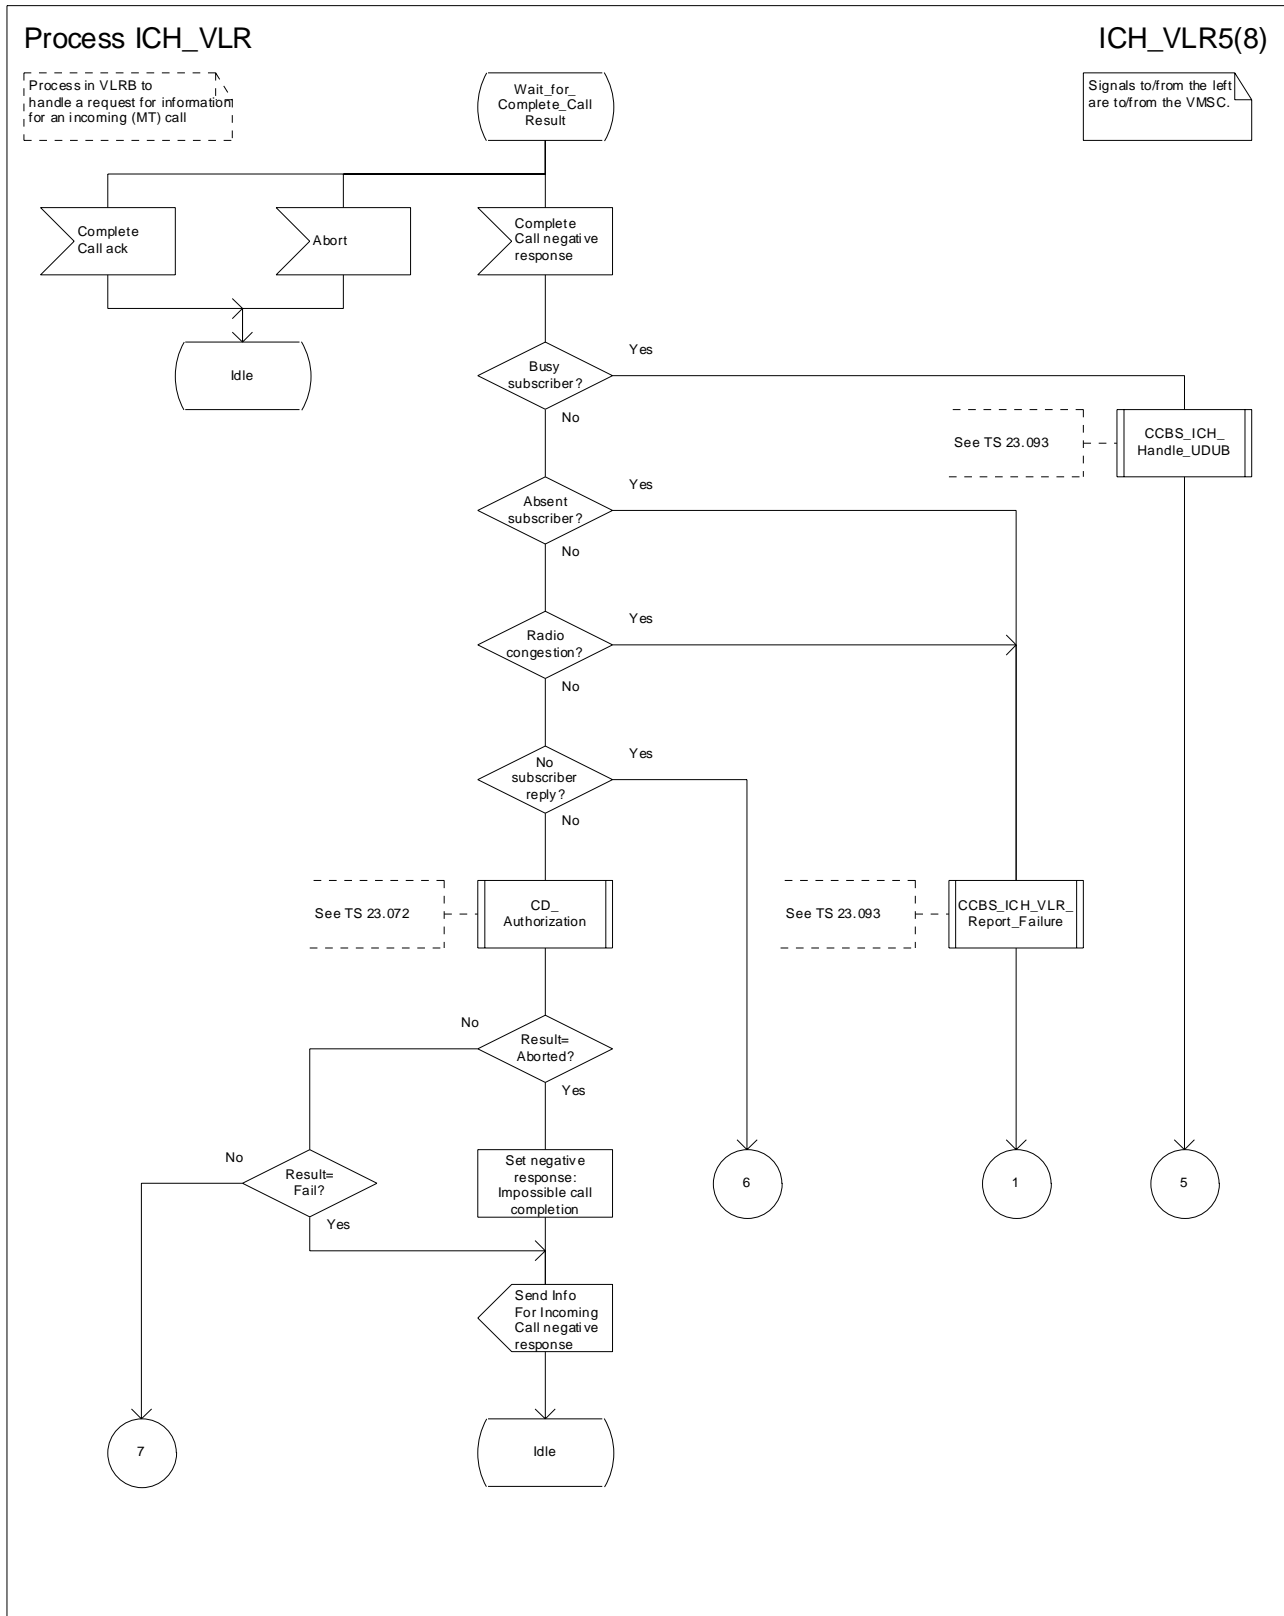 Process ICH_VLR
ICH_VLR5(8)
Process in VLRB to
handle a request for information
for an incoming (MT) call
Wait_for_
Complete_Call
Result
Signals to/from the left
are to/from the VMSC.
Complete
Call ack
Abort
Complete
Call negative
response
Idle
Busy
subscriber?
Yes
No
See TS 23.093
CCBS_ICH_
Handle_UDUB
Absent
subscriber?
Yes
No
Radio
congestion?
Yes
No
No
subscriber
reply?
Yes
No
See TS 23.072
CD_
Authorization
See TS 23.093
CCBS_ICH_VLR_
Report_Failure
No
Result=
Aborted?
Yes
No
Result=
Fail?
Yes
Set negative
response:
Impossible call
completion
6
1
5
Send Info
For Incoming
Call negative
response
7
Idle